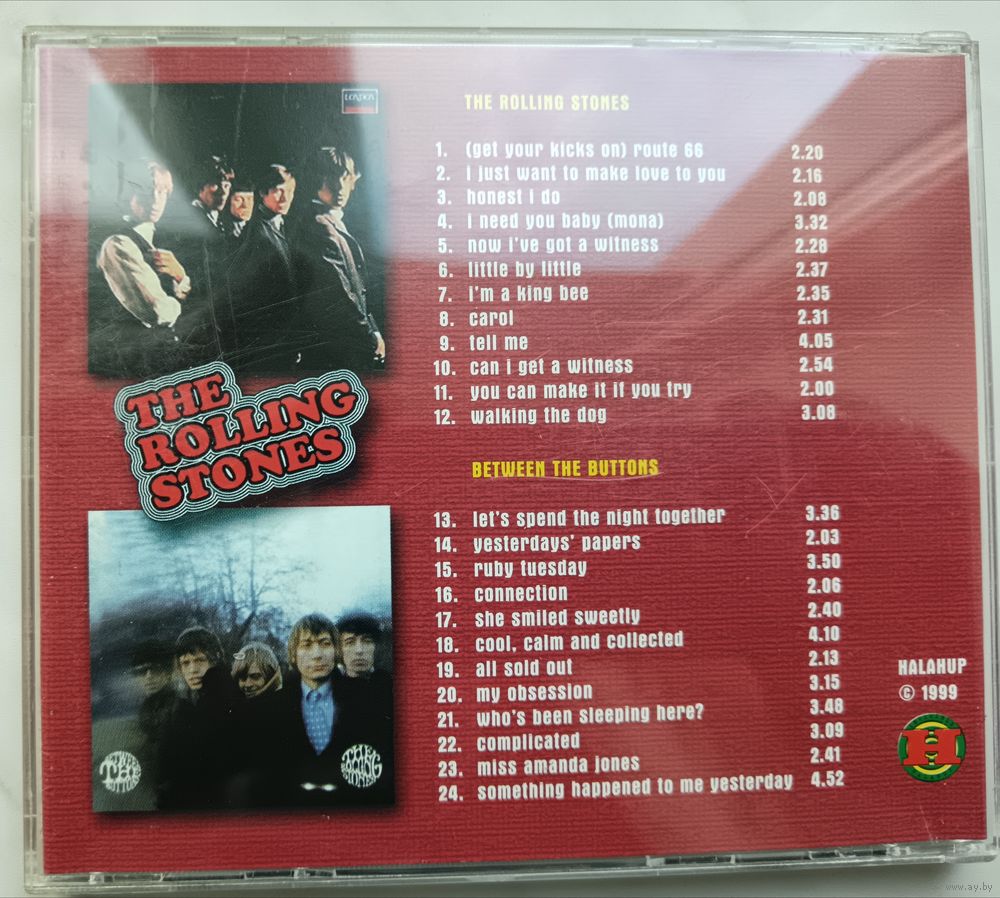 LONDON
THE ROLLING STONES
1. (get your kicks on) route 66 2.20
2. i just want to make love to you 2.16
3. honest i do 2.08
4. i need you baby (mona) 3.32
5. now i've got a witness 2.28
6. little by little 2.37
7. i'm a king bee 2.35
8. carol 2.31
9. tell me 4.05
10. can i get a witness 2.54
11. you can make it if you try 2.00
12. walking the dog 3.08
THE
ROLLING
STONES
BETWEEN THE BUTTONS
13. let's spend the night together 3.36
14. yesterdays' papers 2.03
15. ruby tuesday 3.50
16. connection 2.06
17. she smiled sweetly 2.40
18. cool, calm and collected 4.10
19. all sold out 2.13
20. my obsession 3.15
21. who's been sleeping here? 3.48
22. complicated 3.09
23. miss amanda jones 2.41
24. something happened to me yesterday 4.52
HALAHUP
© 1999
H
www.ay.by